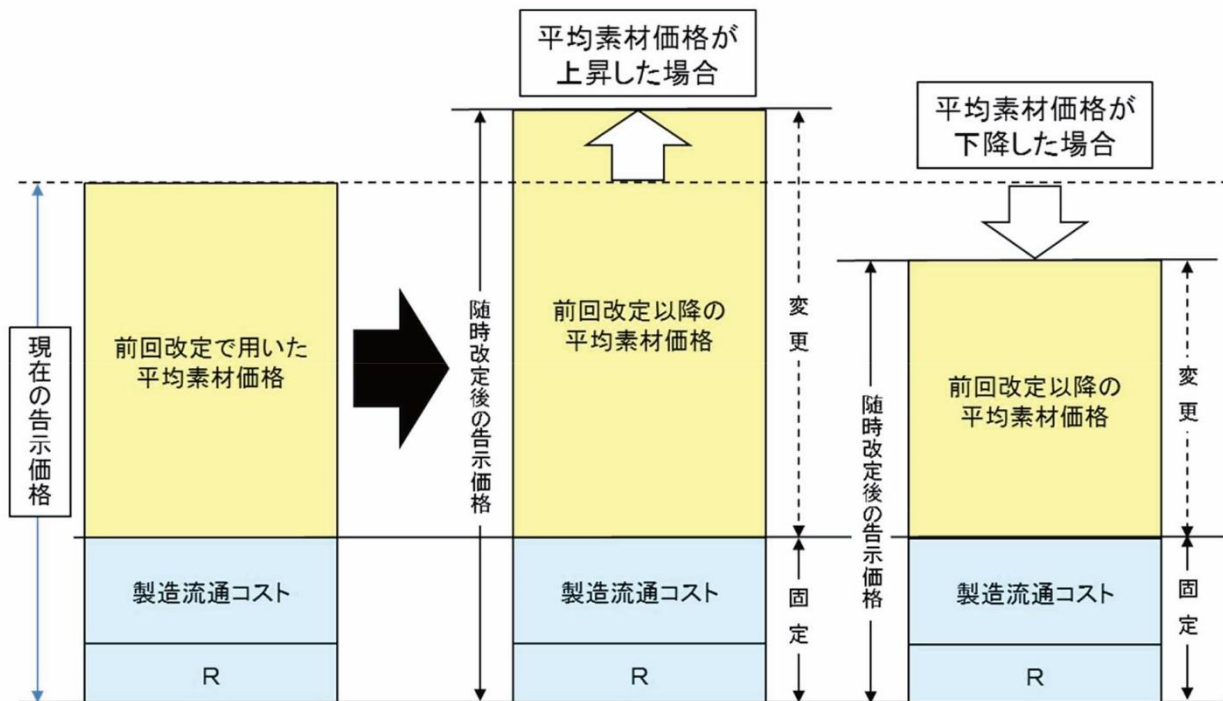 平均素材価格が
上昇した場合
平均素材価格が
下降した場合
現在の告示価格
前回改定で用いた
平均素材価格
製造流通コスト
R
随時改定後の告示価格
前回改定以降の
平均素材価格
製造流通コスト
R
変更
固定
随時改定後の告示価格
前回改定以降の
平均素材価格
製造流通コスト
R
変更
固定